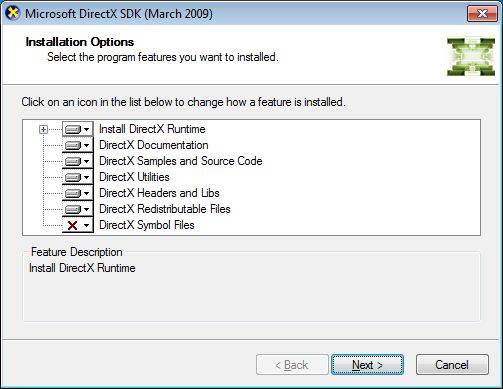 Microsoft DirectX SDK (March 2009)
Installation Options
Select the program features you want to installed.
Click on an icon in the list below to change how a feature is installed.
Install DirectX Runtime
DirectX Documentation
DirectX Samples and Source Code
DirectX Utilities
DirectX Headers and Libs
DirectX Redistributable Files
DirectX Symbol Files
Feature Description
Install DirectX Runtime
< Back
Next >
Cancel